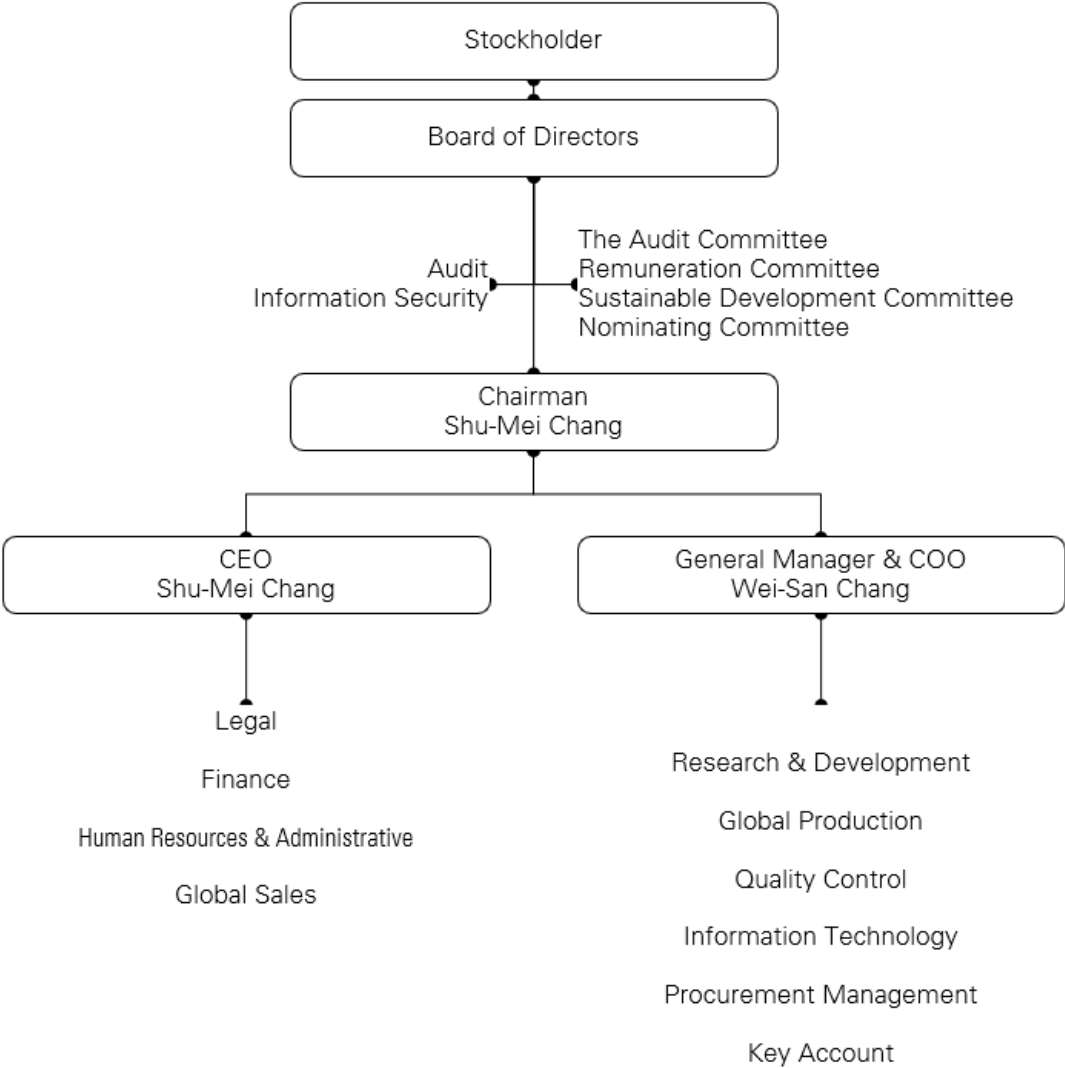 Stockholder
Board of Directors
Audit
Information Security
The Audit Committee
Remuneration Committee
Sustainable Development Committee
Nominating Committee
Chairman
Shu-Mei Chang
CEO
Shu-Mei Chang
General Manager & COO
Wei-San Chang
Legal
Finance
Human Resources & Administrative
Global Sales
Research & Development
Global Production
Quality Control
Information Technology
Procurement Management
Key Account